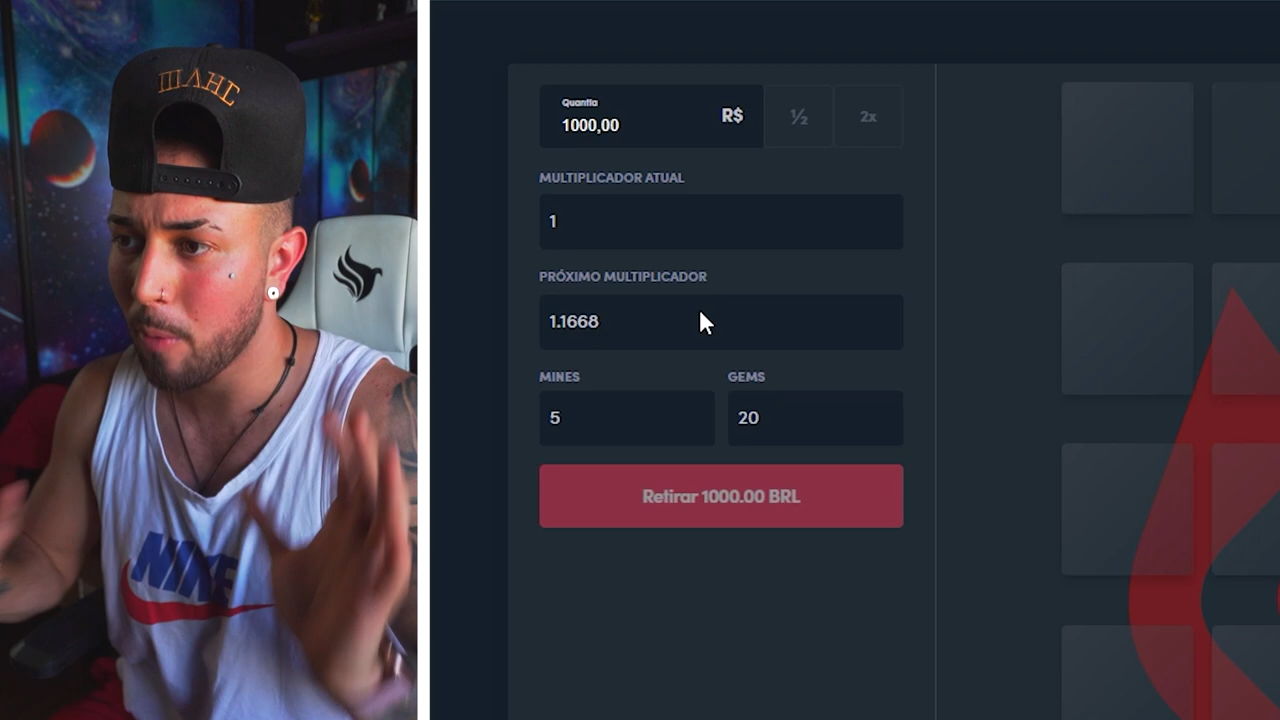 NIKE
Quantia
1000,00
R$
½
2x
MULTIPLICADOR ATUAL
1
PRÓXIMO MULTIPLICADOR
1.1668
MINES
GEMS
5
20
Retirar 1000.00 BRL